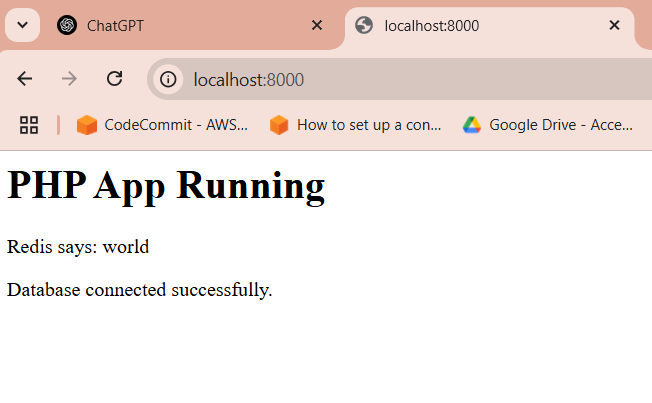 ChatGPT
localhost:8000
localhost:8000
CodeCommit - AWS...
How to set up a con...
Google Drive - Acce...
PHP App Running
Redis says: world
Database connected successfully.